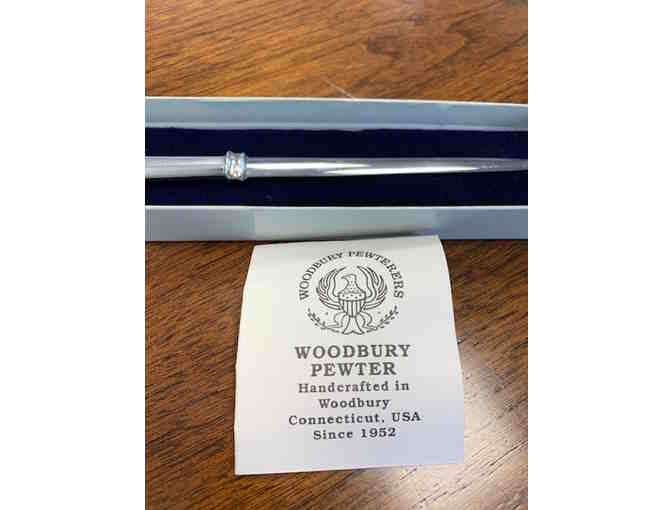 WOODBURY PEWTERERS
WOODBURY
PEWTER
Handcrafted in
Woodbury
Connecticut, USA
Since 1952